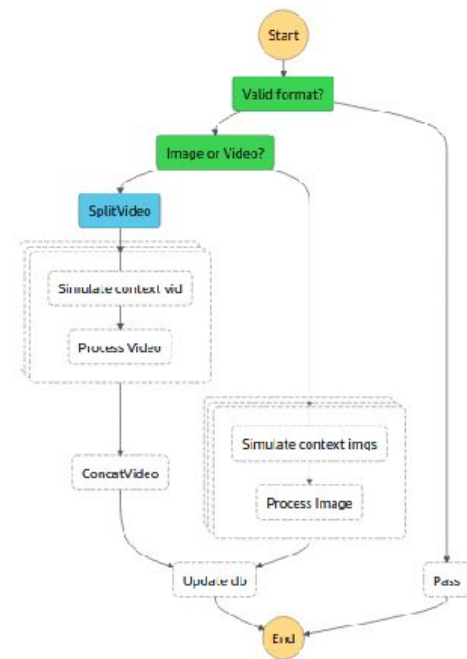 Start
Valid format?
Image or Video?
SplitVideo
Simulate context vid
Process Video
Simulate context imgs
ConcatVideo
Process Image
Update db
Pass
End